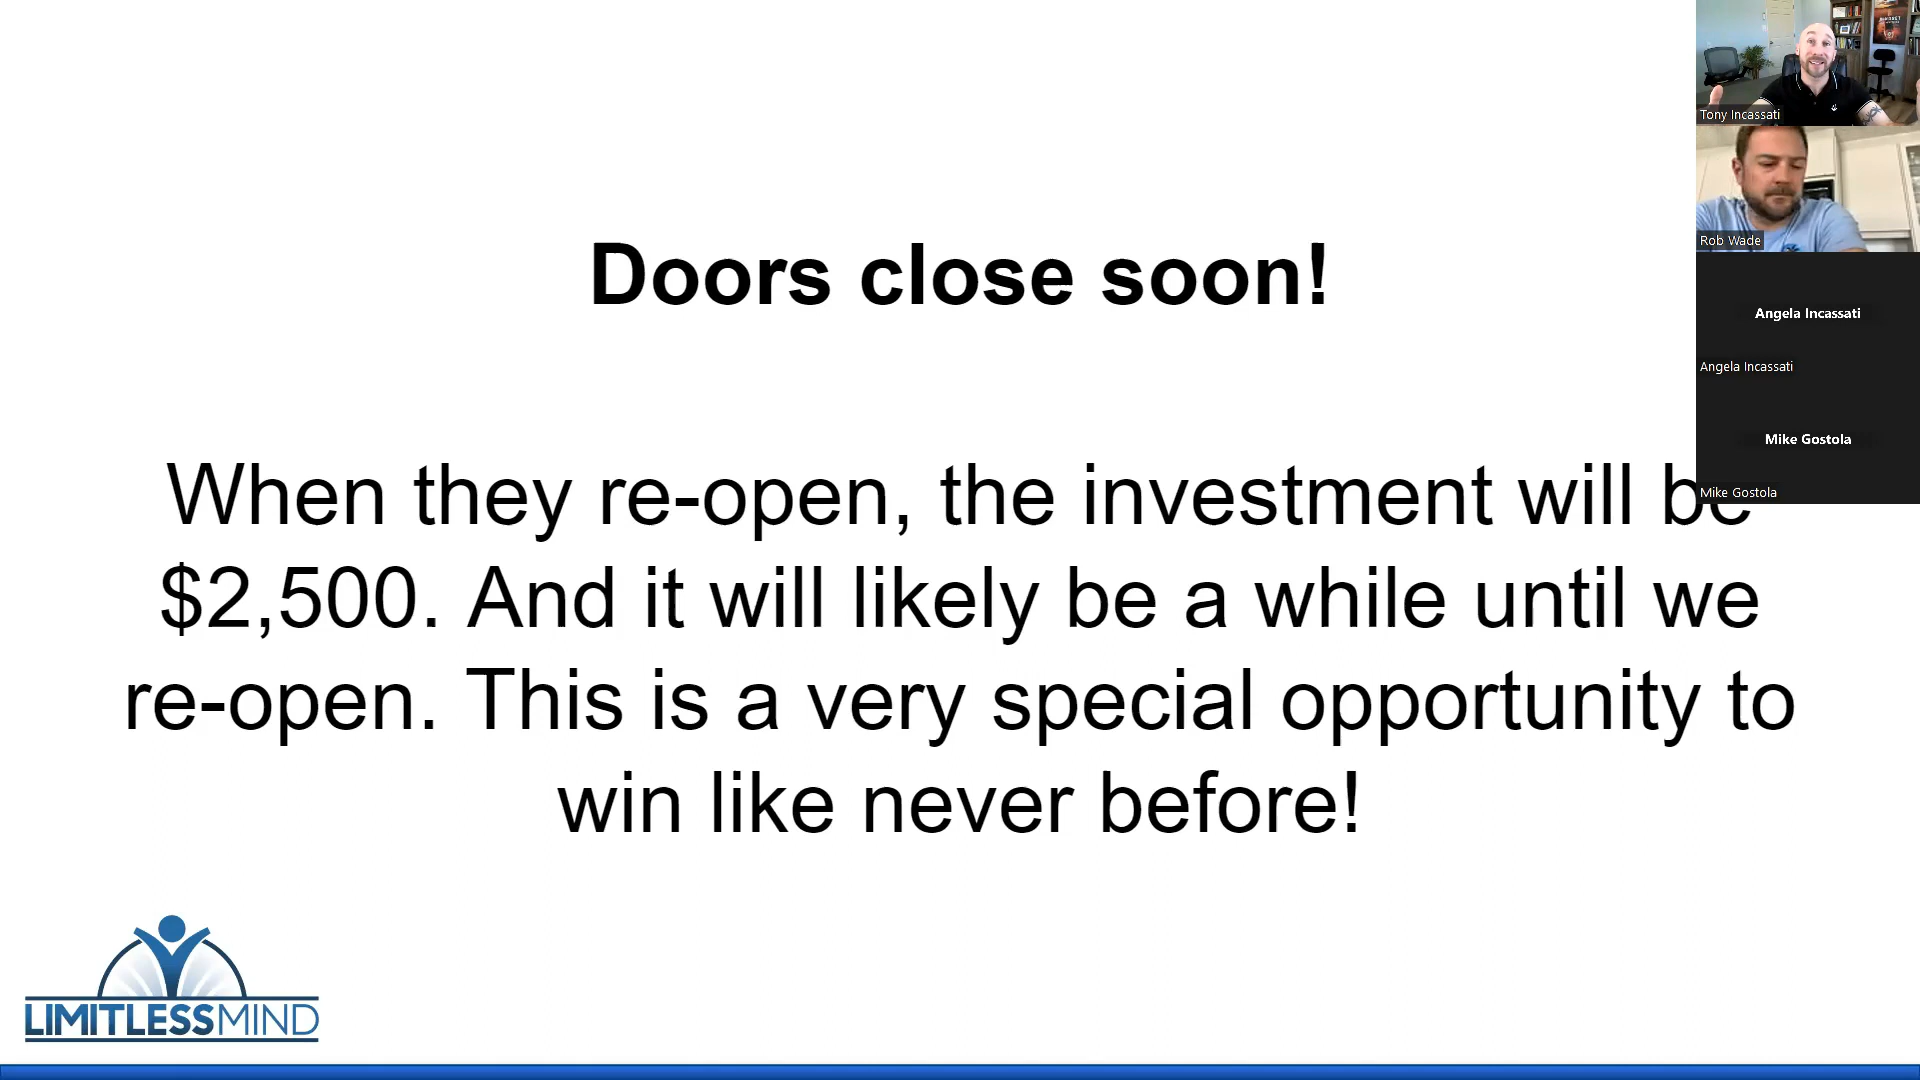 Doors close soon!
When they re-open, the investment will be
$2,500. And it will likely be a while until we
re-open. This is a very special opportunity to
win like never before!
LIMITLESSMIND
Tony Incassati
Rob Wade
Angela Incassati
Angela Incassati
Mike Gostola
Mike Gostola